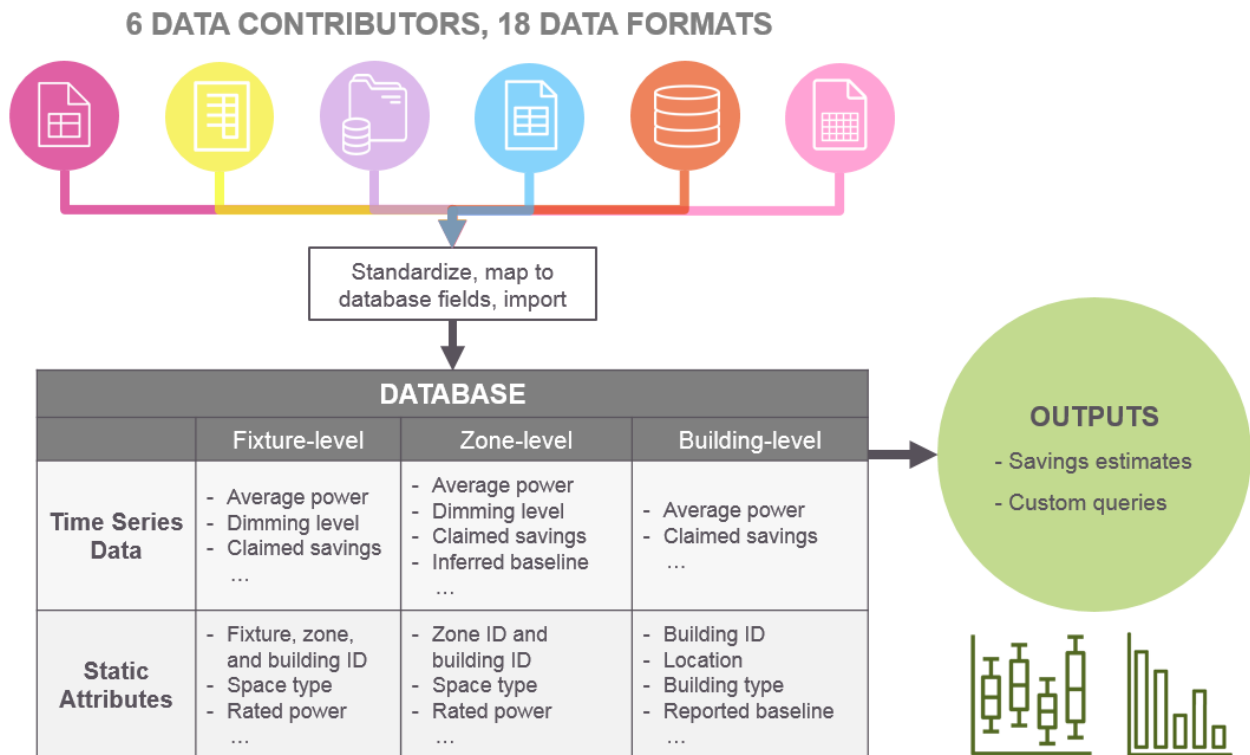 6 DATA CONTRIBUTORS, 18 DATA FORMATS
Standardize, map to
database fields, import
DATABASE
Fixture-level
Zone-level
Building-level
Time Series
Data
- Average power
- Dimming level
- Claimed savings
...
- Average power
- Dimming level
- Claimed savings
- Inferred baseline
...
- Average power
- Claimed savings
...
Static
Attributes
- Fixture, zone,
and building ID
- Space type
- Rated power
...
- Zone ID and
building ID
- Space type
- Rated power
...
- Building ID
- Location
- Building type
- Reported baseline
...
OUTPUTS
- Savings estimates
- Custom queries